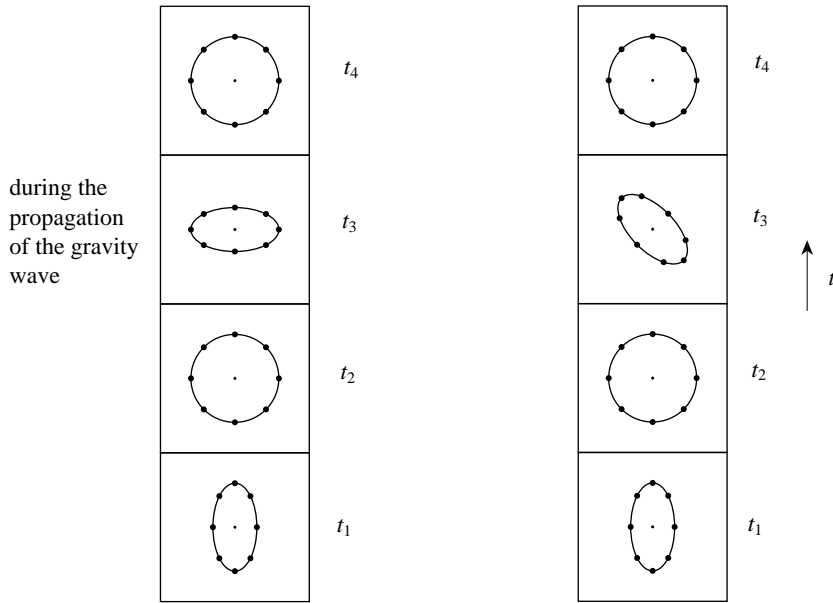 t4
t4
during the
propagation
of the gravity
wave
t3
t3
t
t2
t2
t1
t1